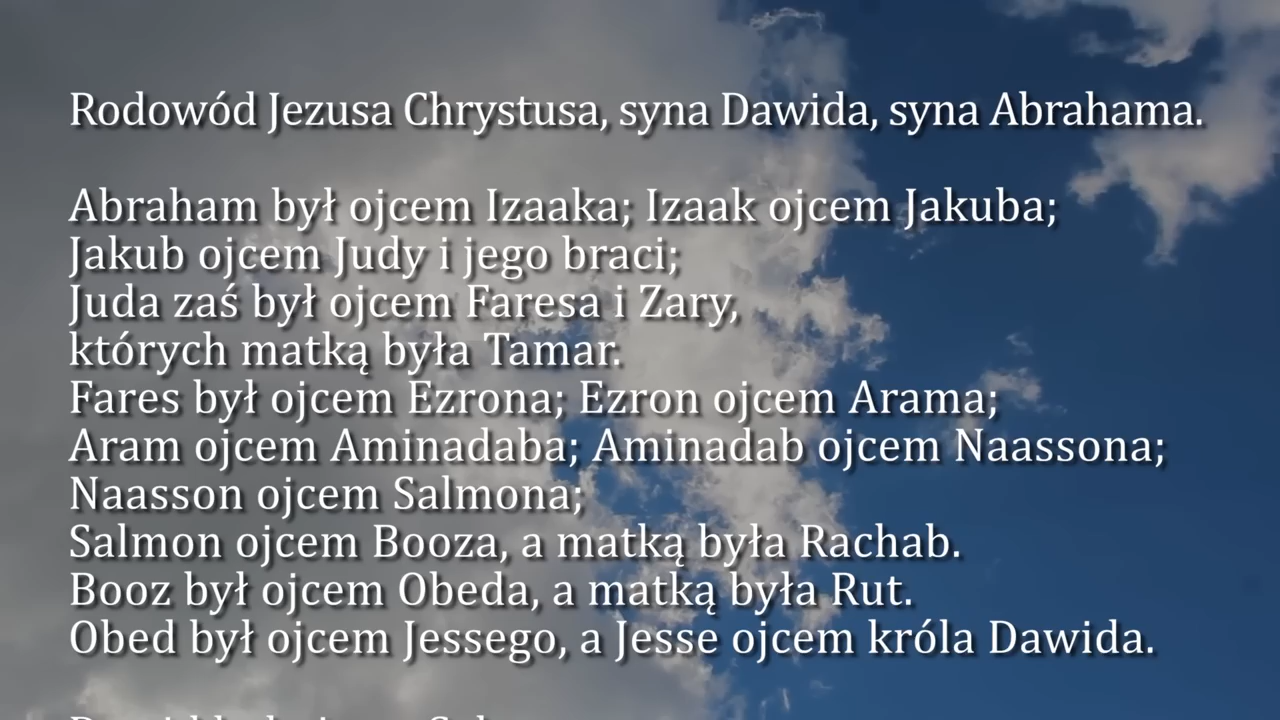 Rodowód Jezusa Chrystusa, syna Dawida, syna Abrahama.
Abraham był ojcem Izaaka; Izaak ojcem Jakuba;
Jakub ojcem Judy i jego braci;
Juda zaś był ojcem Faresa i Zary,
których matką była Tamar.
Fares był ojcem Ezrona; Ezron ojcem Arama;
Aram ojcem Aminadaba; Aminadab ojcem Naassona;
Naasson ojcem Salmona;
Salmon ojcem Booza, a matką była Rachab.
Booz był ojcem Obeda, a matką była Rut.
Obed był ojcem Jessego, a Jesse ojcem króla Dawida.